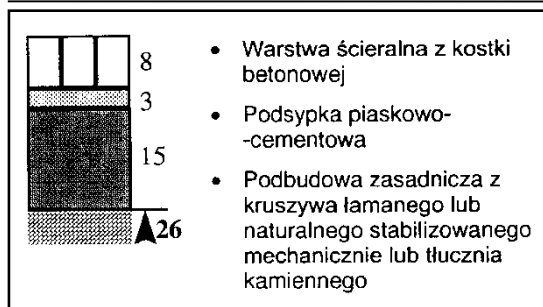 8
3
15
26
• Warstwa ścieralna z kostki
betonowej
• Podsypka piaskowo-
-cementowa
• Podbudowa zasadnicza z
kruszywa łamanego lub
naturalnego stabilizowanego
mechanicznie lub tłucznia
kamiennego